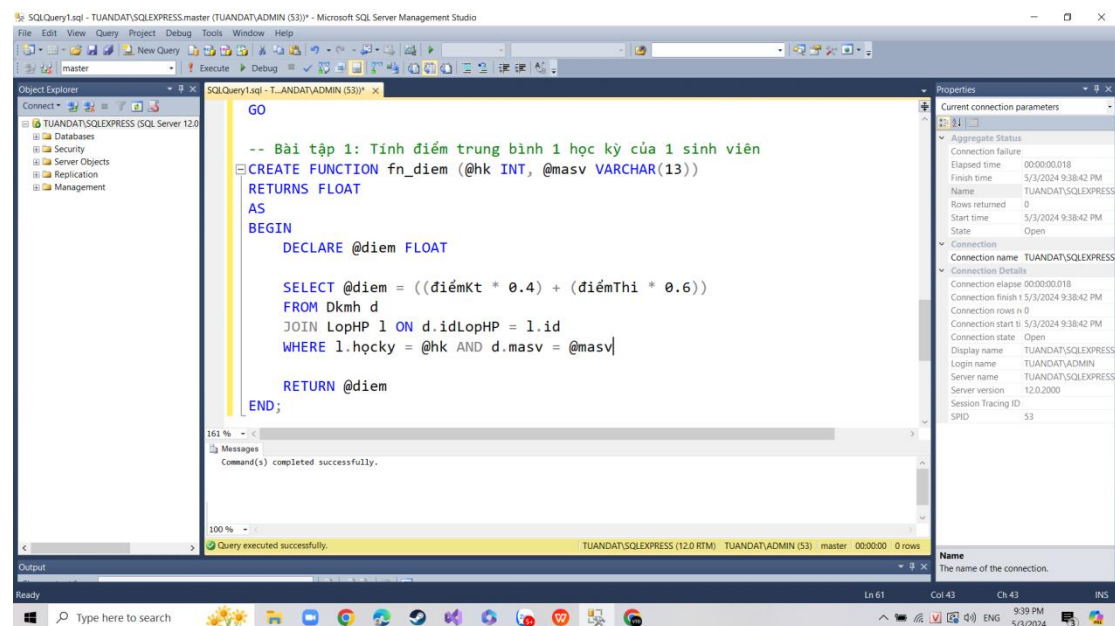 SQLQuery1.sql - TUANDAT\SQLEXPRESS.master (TUANDAT\ADMIN (53))* - Microsoft SQL Server Management Studio
File Edit View Query Project Debug Tools Window Help
New Query
master Execute Debug
Object Explorer
Connect
TUANDAT\SQLEXPRESS (SQL Server 12.0
Databases
Security
Server Objects
Replication
Management
SQLQuery1.sql - T...ANDAT\ADMIN (53))*
GO
-- Bài tập 1: Tính điểm trung bình 1 học kỳ của 1 sinh viên
CREATE FUNCTION fn_diem (@hk INT, @masv VARCHAR(13))
RETURNS FLOAT
AS
BEGIN
DECLARE @diem FLOAT
SELECT @diem = ((điểmKt * 0.4) + (điểmThi * 0.6))
FROM Dkmh d
JOIN LopHP l ON d.idLopHP = l.id
WHERE l.họcky = @hk AND d.masv = @masv
RETURN @diem
END;
161 %
Messages
Command(s) completed successfully.
100 %
Query executed successfully. TUANDAT\SQLEXPRESS (12.0 RTM) TUANDAT\ADMIN (53) master 00:00:00 0 rows
Properties
Current connection parameters
Aggregate Status
Connection failure
Elapsed time 00:00:00.018
Finish time 5/3/2024 9:38:42 PM
Name TUANDAT\SQLEXPRESS
Rows returned 0
Start time 5/3/2024 9:38:42 PM
State Open
Connection
Connection name TUANDAT\SQLEXPRESS
Connection Details
Connection elapse 00:00:00.018
Connection finish t 5/3/2024 9:38:42 PM
Connection rows re 0
Connection start ti 5/3/2024 9:38:42 PM
Connection state Open
Display name TUANDAT\SQLEXPRESS
Login name TUANDAT\ADMIN
Server name TUANDAT\SQLEXPRESS
Server version 12.0.2000
Session Tracing ID
SPID 53
Name
The name of the connection.
Output
Ready Ln 61 Col 43 Ch 43 INS
Type here to search
ENG
9:39 PM
5/3/2024